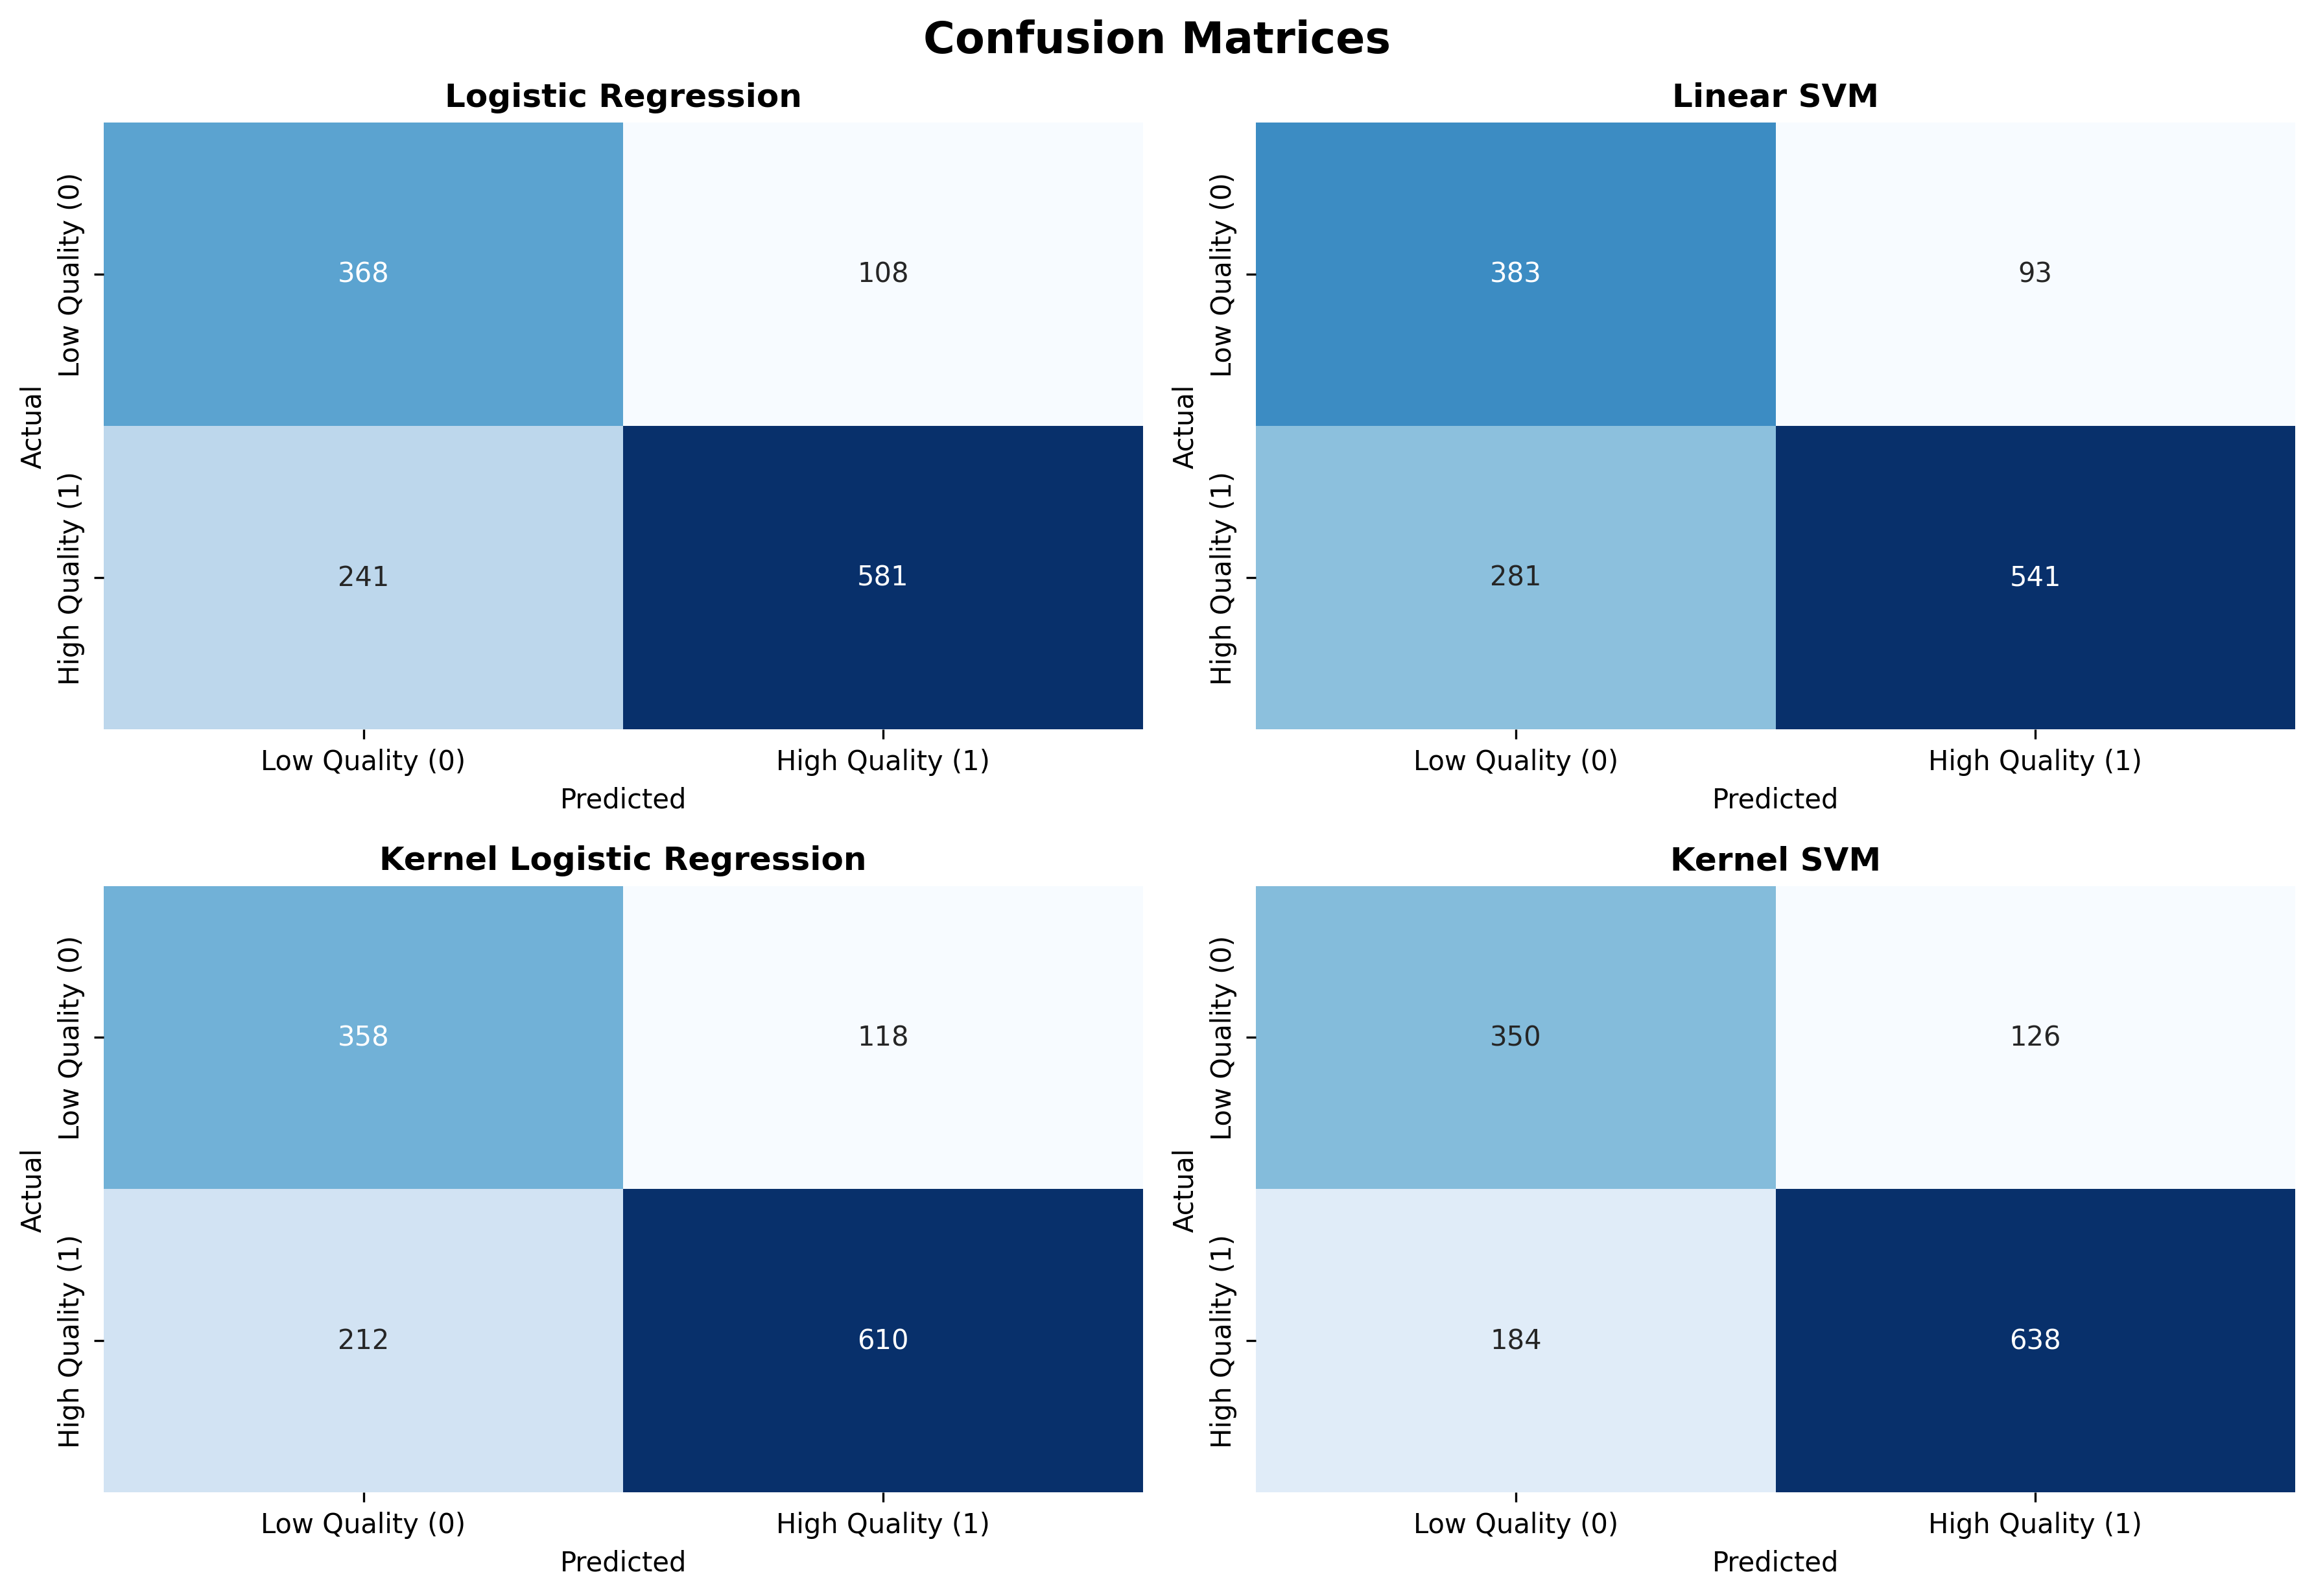 Confusion Matrices
Logistic Regression
Actual
Low Quality (0)
High Quality (1)
368
108
241
581
Low Quality (0)
High Quality (1)
Predicted
Linear SVM
Actual
Low Quality (0)
High Quality (1)
383
93
281
541
Low Quality (0)
High Quality (1)
Predicted
Kernel Logistic Regression
Actual
Low Quality (0)
High Quality (1)
358
118
212
610
Low Quality (0)
High Quality (1)
Predicted
Kernel SVM
Actual
Low Quality (0)
High Quality (1)
350
126
184
638
Low Quality (0)
High Quality (1)
Predicted